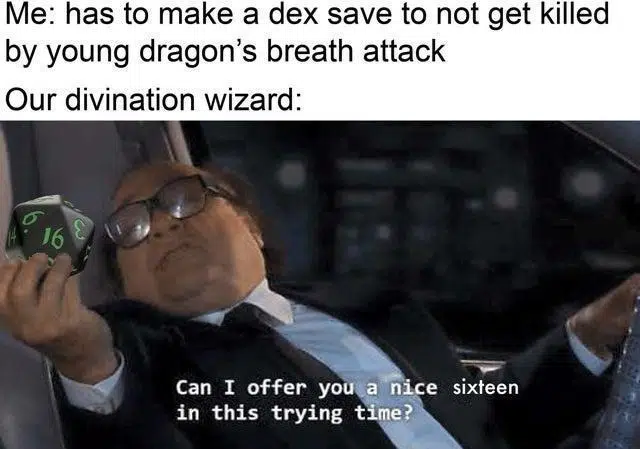 Me: has to make a dex save to not get killed
by young dragon’s breath attack
Our divination wizard:
16
Can I offer you a nice sixteen
in this trying time?